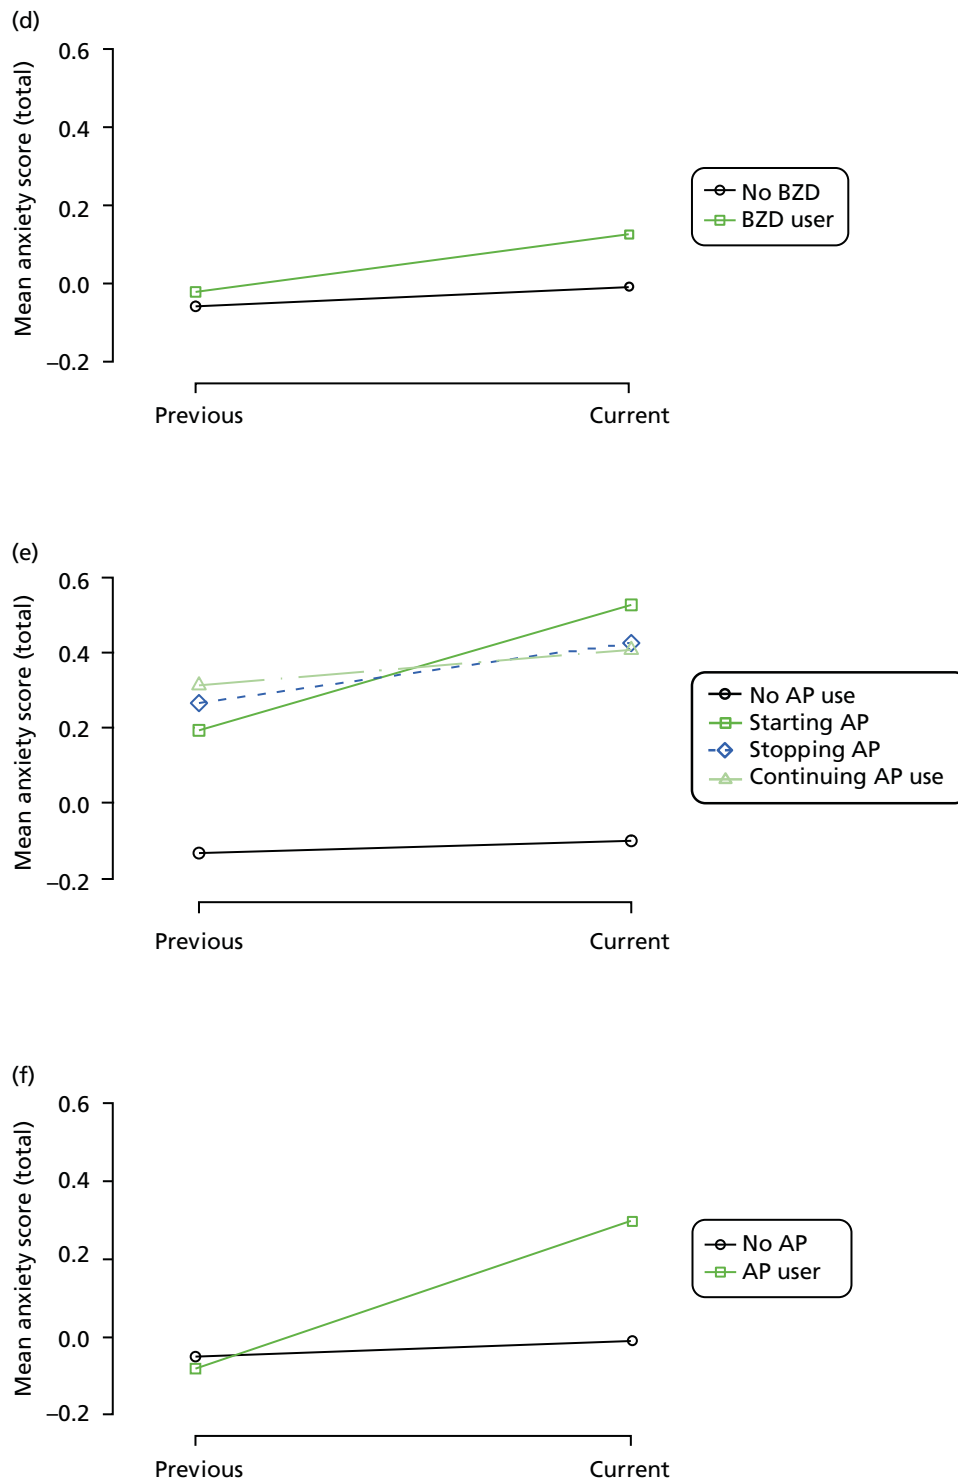 (d)
Mean anxiety score (total)
0.6
0.4
0.2
0.0
–0.2
Previous
Current
No BZD
BZD user
(e)
Mean anxiety score (total)
0.6
0.4
0.2
0.0
–0.2
Previous
Current
No AP use
Starting AP
Stopping AP
Continuing AP use
(f)
Mean anxiety score (total)
0.6
0.4
0.2
0.0
–0.2
Previous
Current
No AP
AP user